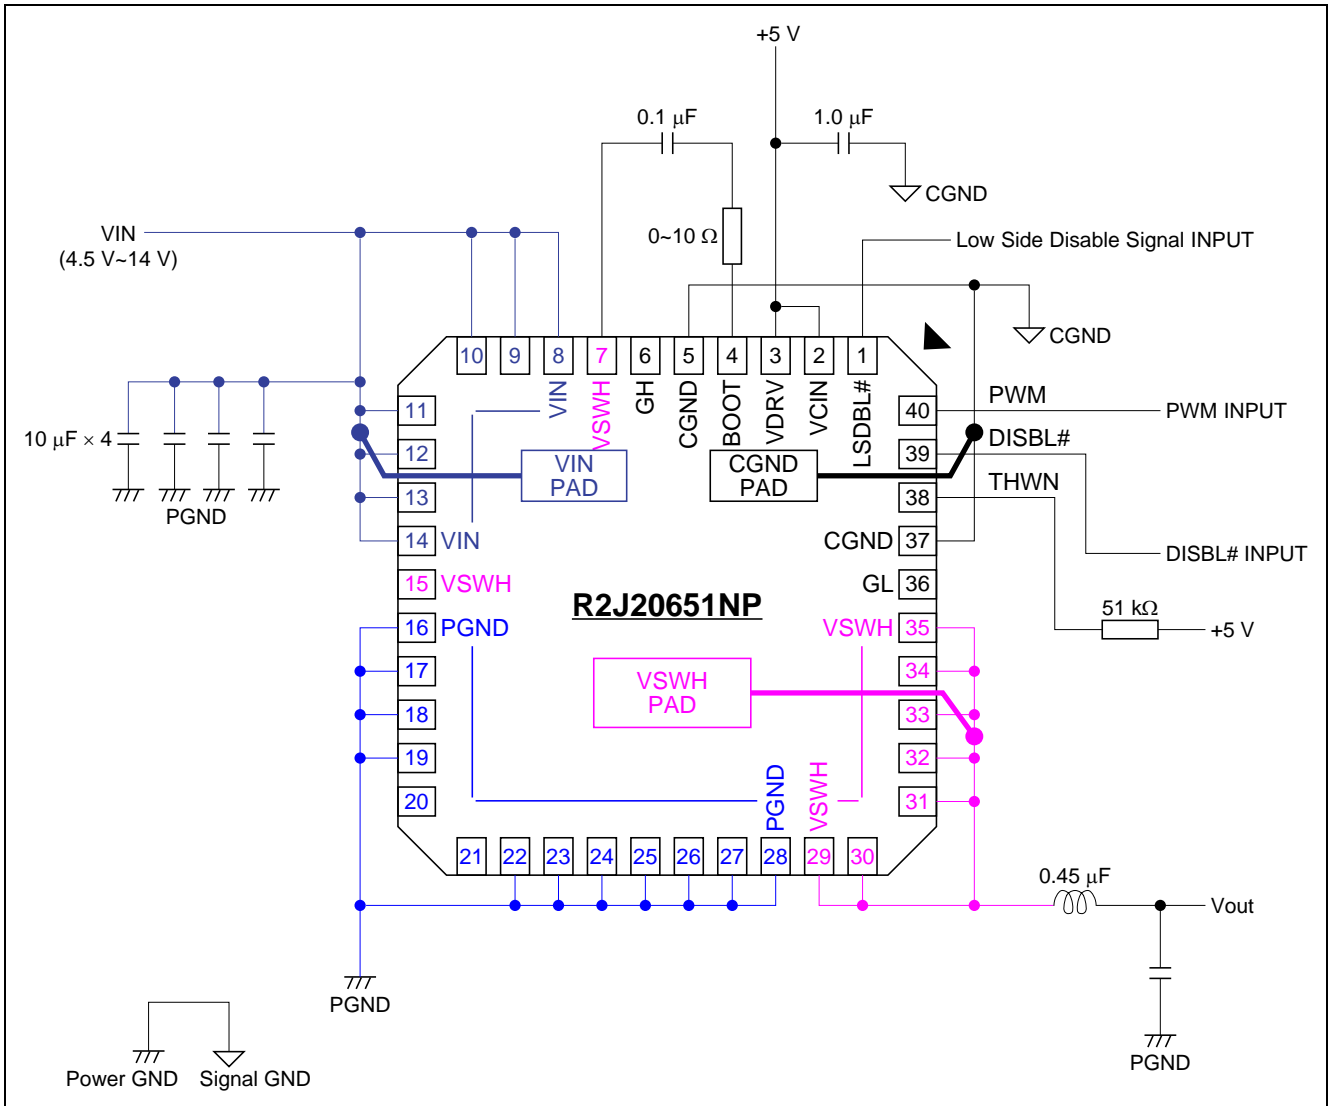 +5 V
0.1 μF
1.0 μF
CGND
0~10 Ω
VIN
(4.5 V~14 V)
Low Side Disable Signal INPUT
CGND
10
9
8
7
6
5
4
3
2
1
VIN
VSWH
GH
CGND
BOOT
VDRV
VCIN
LSDBL#
11
12
13
14 VIN
15 VSWH
16 PGND
17
18
19
20
10 μF × 4
PGND
VIN
PAD
CGND
PAD
40
PWM
PWM INPUT
39
DISBL#
38
THWN
CGND 37
DISBL# INPUT
GL 36
R2J20651NP
51 kΩ
+5 V
VSWH 35
34
33
32
31
VSWH
PAD
PGND
VSWH
21
22
23
24
25
26
27
28
29
30
0.45 μF
Vout
PGND
PGND
Power GND
Signal GND